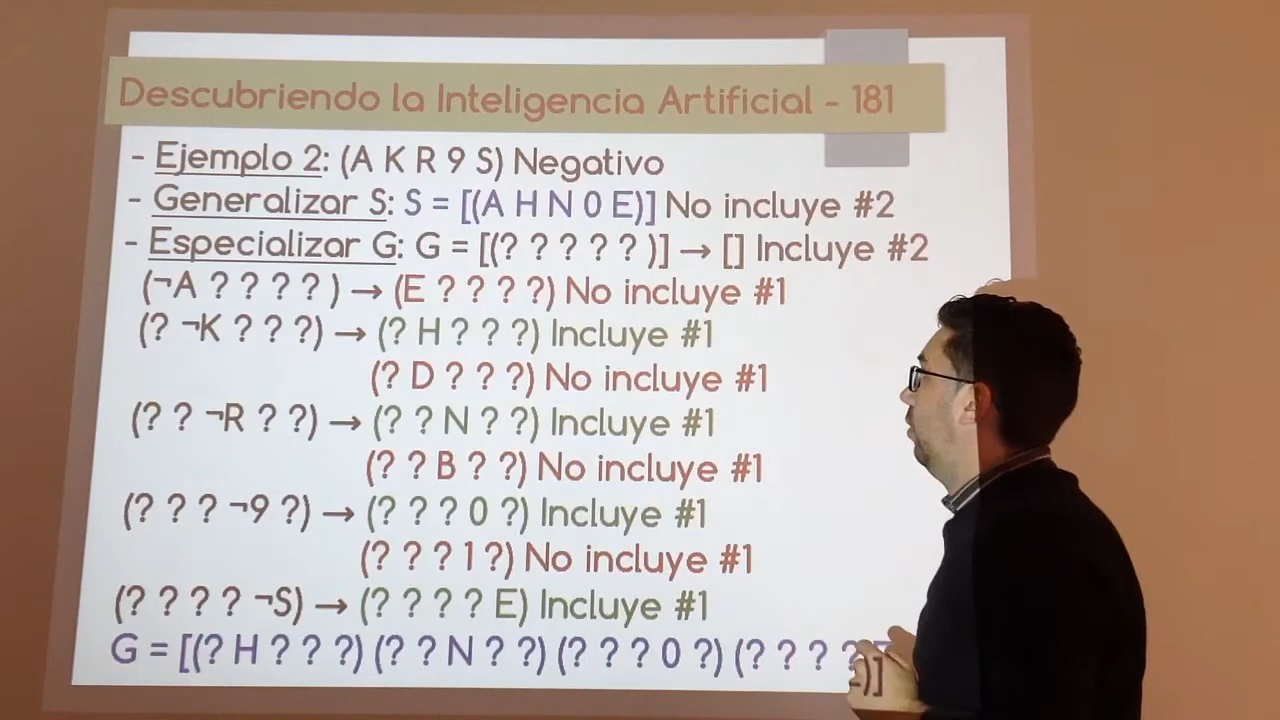 Descubriendo la Inteligencia Artificial - 181
- Ejemplo 2: (A K R 9 S) Negativo
- Generalizar S: S = [(A H N 0 E)] No incluye #2
- Especializar G: G = [(? ? ? ? ? )] → [] Incluye #2
(¬A ? ? ? ? ) → (E ? ? ? ?) No incluye #1
(? ¬K ? ? ?) → (? H ? ? ?) Incluye #1
(? D ? ? ?) No incluye #1
(? ? ¬R ? ?) → (? ? N ? ?) Incluye #1
(? ? B ? ?) No incluye #1
(? ? ? ¬9 ?) → (? ? ? 0 ?) Incluye #1
(? ? ? 1 ?) No incluye #1
(? ? ? ? ¬S) → (? ? ? ? E) Incluye #1
G = [(? H ? ? ?) (? ? N ? ?) (? ? ? 0 ?) (? ? ? ? E)]